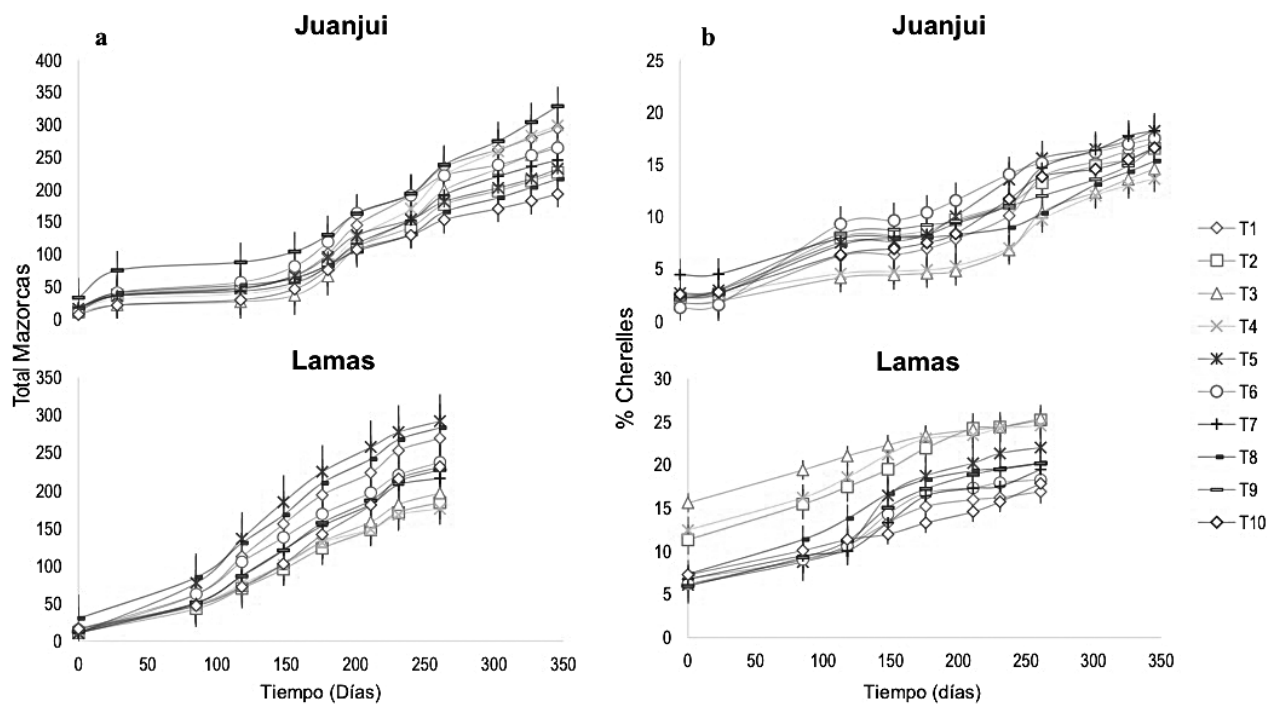 a
Juanjui
400
350
300
250
200
150
100
50
0
Lamas
350
300
250
200
150
100
50
0
0 50 100 150 200 250 300 350
Tiempo (Días)
Total Mazorcas
b
Juanjui
25
20
15
10
5
0
Lamas
30
25
20
15
10
5
0
0 50 100 150 200 250 300 350
Tiempo (días)
% Cherelles
T1
T2
T3
T4
T5
T6
T7
T8
T9
T10